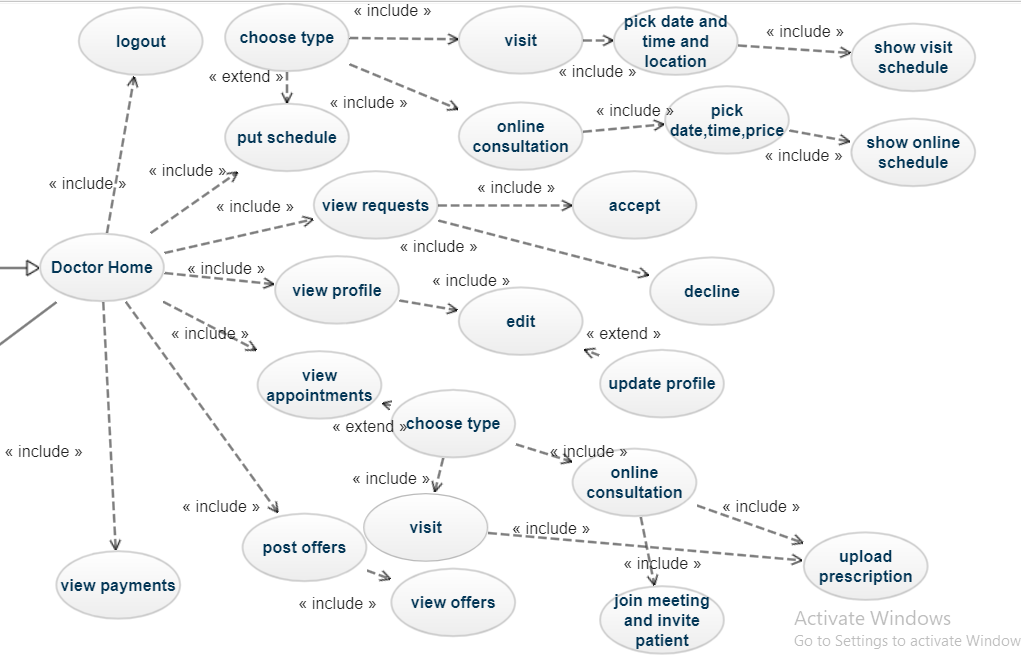 « include »
logout
choose type
visit
pick date and
time and
location
« include »
show visit
schedule
« extend »
« include »
« include »
put schedule
online
consultation
« include »
pick
date,time,price
« include »
show online
schedule
« include »
« include »
« include »
view requests
« include »
accept
« include »
Doctor Home
« include »
view profile
« include »
edit
decline
« include »
« extend »
view
appointments
update profile
« extend »
choose type
« include »
« include »
« include »
online
consultation
« include »
« include »
post offers
visit
« include »
« include »
upload
prescription
view payments
« include »
view offers
join meeting
and invite
patient
Activate Windows
Go to Settings to activate Window